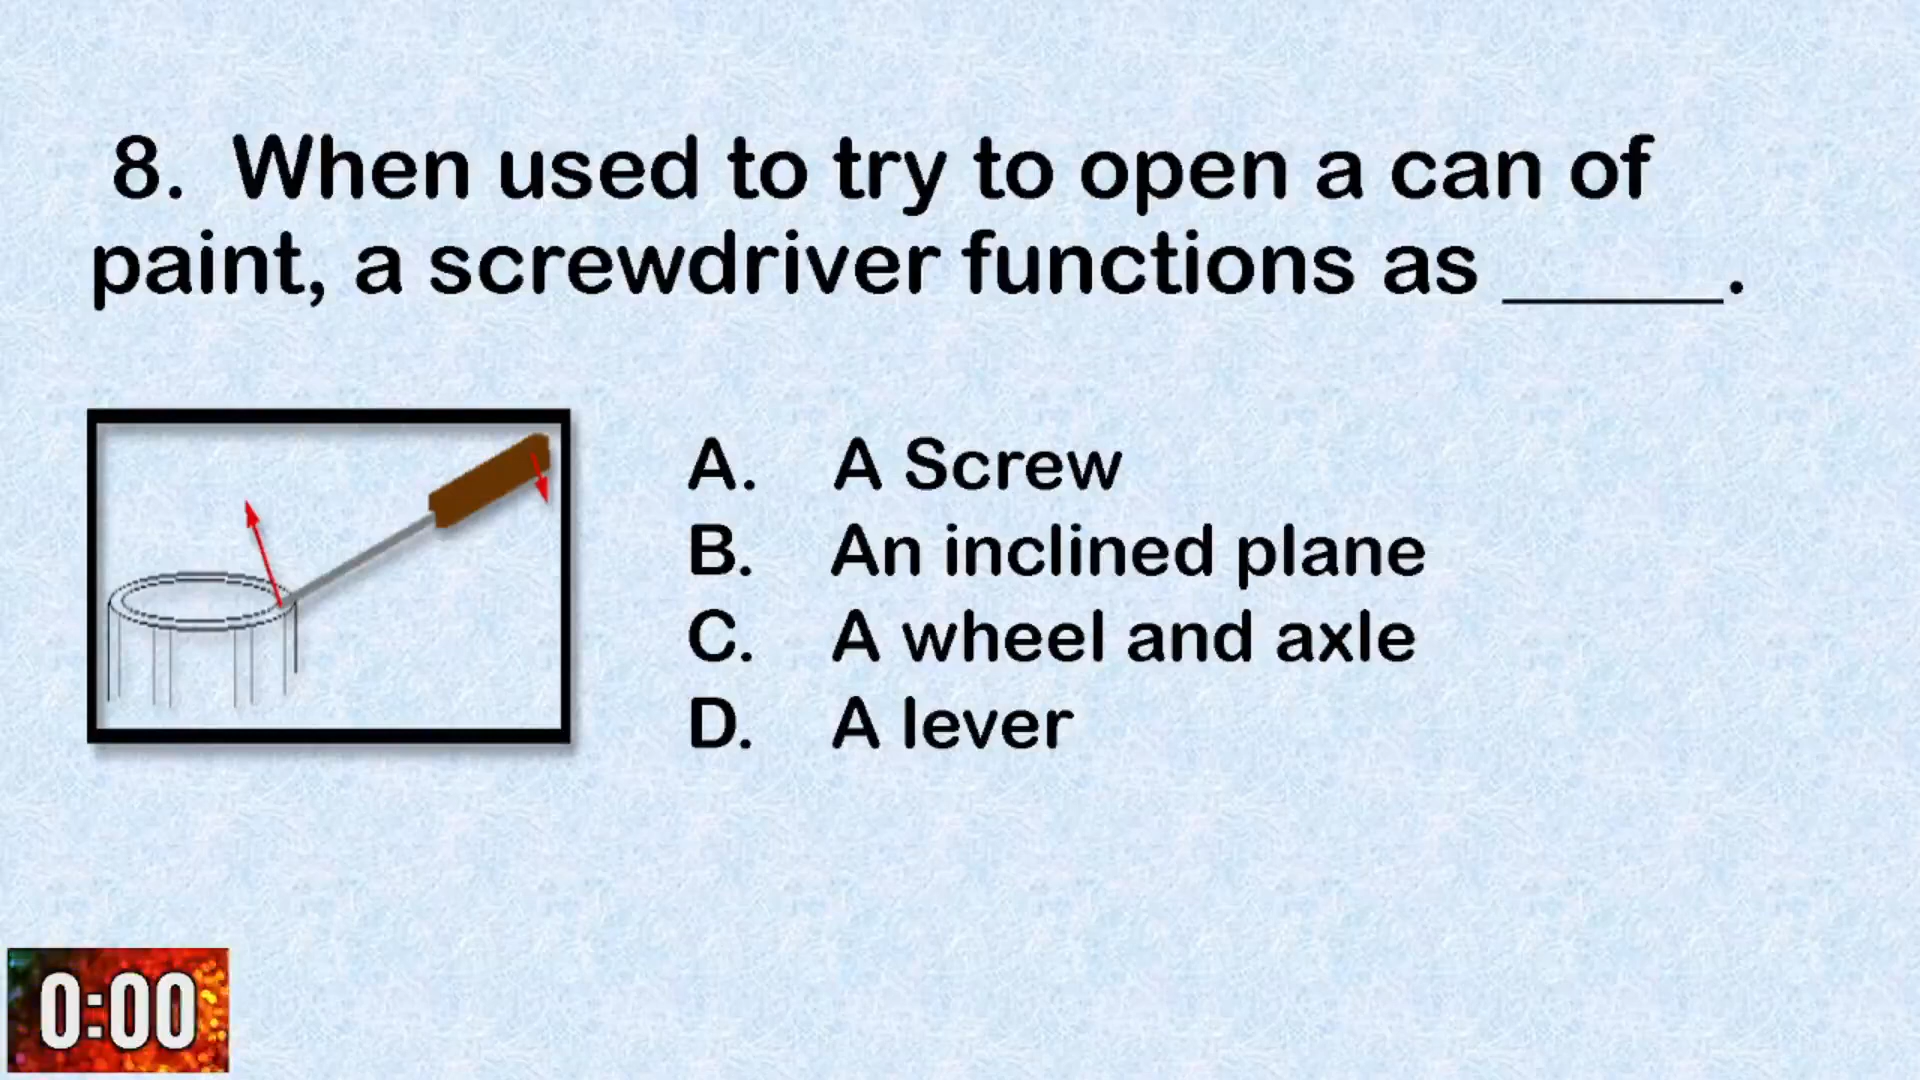 8. When used to try to open a can of
paint, a screwdriver functions as _____.
A. A Screw
B. An inclined plane
C. A wheel and axle
D. A lever
0:00